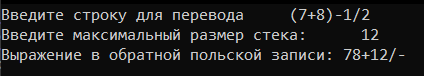 Введите строку для перевода     (7+8)-1/2
Введите максимальный размер стека:      12
Выражение в обратной польской записи: 78+12/-